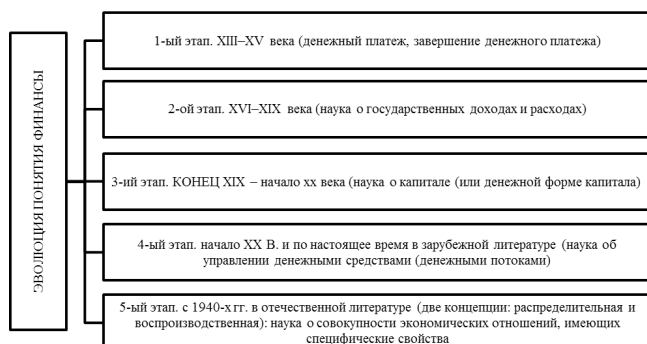 ЭВОЛЮЦИЯ ПОНЯТИЯ ФИНАНСЫ
1-ый этап. XIII–XV века (денежный платеж, завершение денежного платежа)
2-ой этап. XVI–XIX века (наука о государственных доходах и расходах)
3-ий этап. КОНЕЦ XIX – начало хх века (наука о капитале (или денежной форме капитала)
4-ый этап. начало XX В. и по настоящее время в зарубежной литературе (наука об
управлении денежными средствами (денежными потоками)
5-ый этап. с 1940-х гг. в отечественной литературе (две концепции: распределительная и
воспроизводственная): наука о совокупности экономических отношений, имеющих
специфические свойства